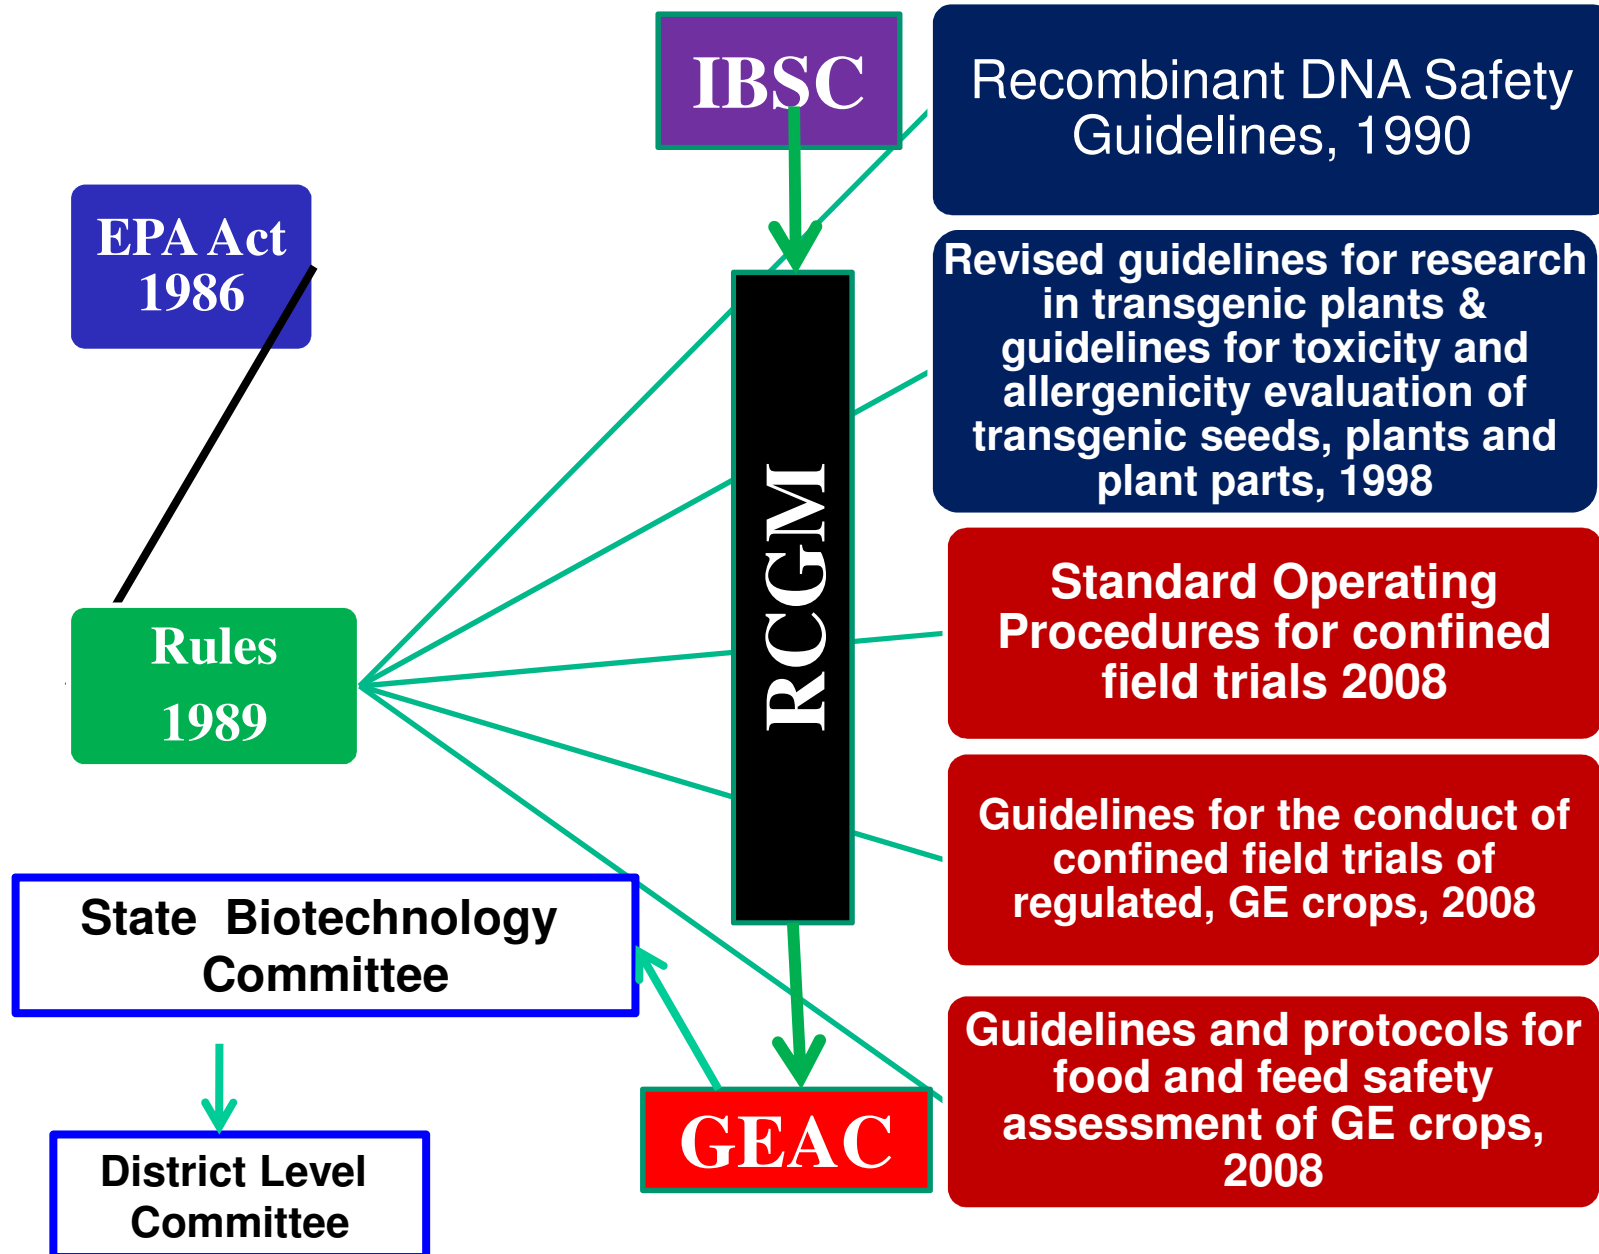 IBSC
Recombinant DNA Safety
Guidelines, 1990
EPA Act
1986
Revised guidelines for research
in transgenic plants &
guidelines for toxicity and
allergenicity evaluation of
transgenic seeds, plants and
plant parts, 1998
RCGM
Standard Operating
Procedures for confined
field trials 2008
Rules
1989
Guidelines for the conduct of
confined field trials of
regulated, GE crops, 2008
State Biotechnology
Committee
Guidelines and protocols for
food and feed safety
assessment of GE crops,
2008
GEAC
District Level
Committee